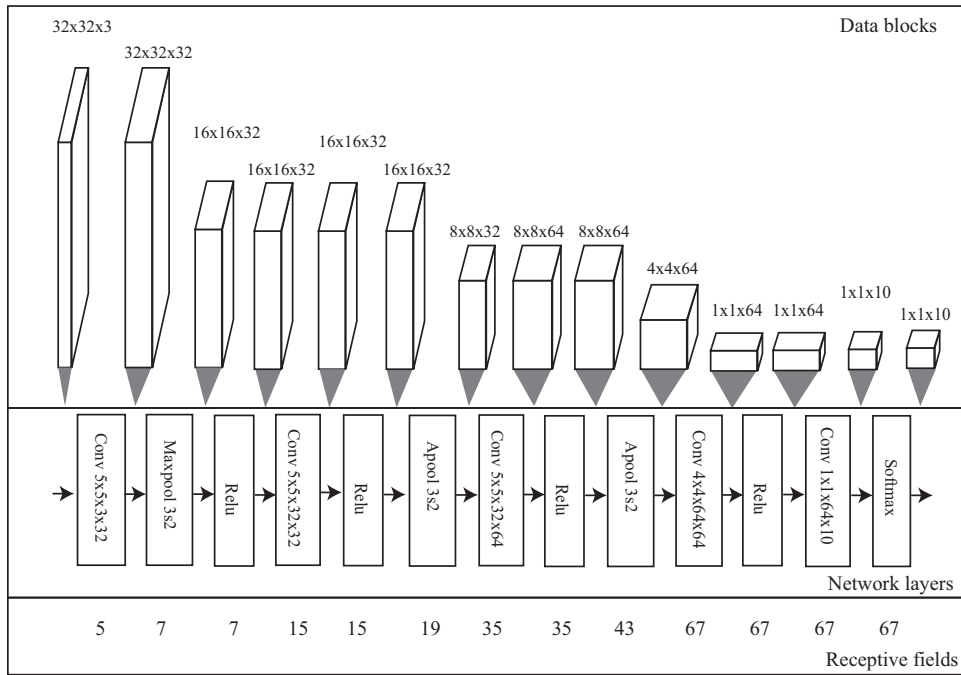 32x32x3
Data blocks
32x32x32
16x16x32
16x16x32
16x16x32
16x16x32
8x8x32
8x8x64
8x8x64
4x4x64
1x1x64
1x1x64
1x1x10
1x1x10
Conv 5x5x3x32
Maxpool 3s2
Relu
Conv 5x5x32x32
Relu
Apool 3s2
Conv 5x5x32x64
Relu
Apool 3s2
Conv 4x4x64x64
Relu
Conv 1x1x64x10
Softmax
Network layers
5 7 7 15 15 19 35 35 43 67 67 67 67
Receptive fields